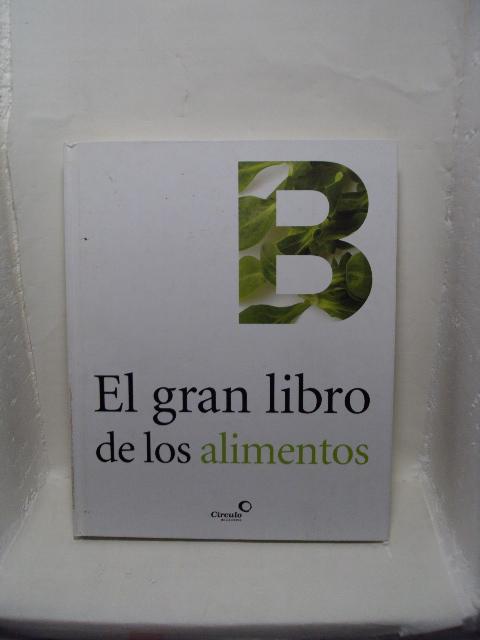 B
El gran libro
de los alimentos
Círculo